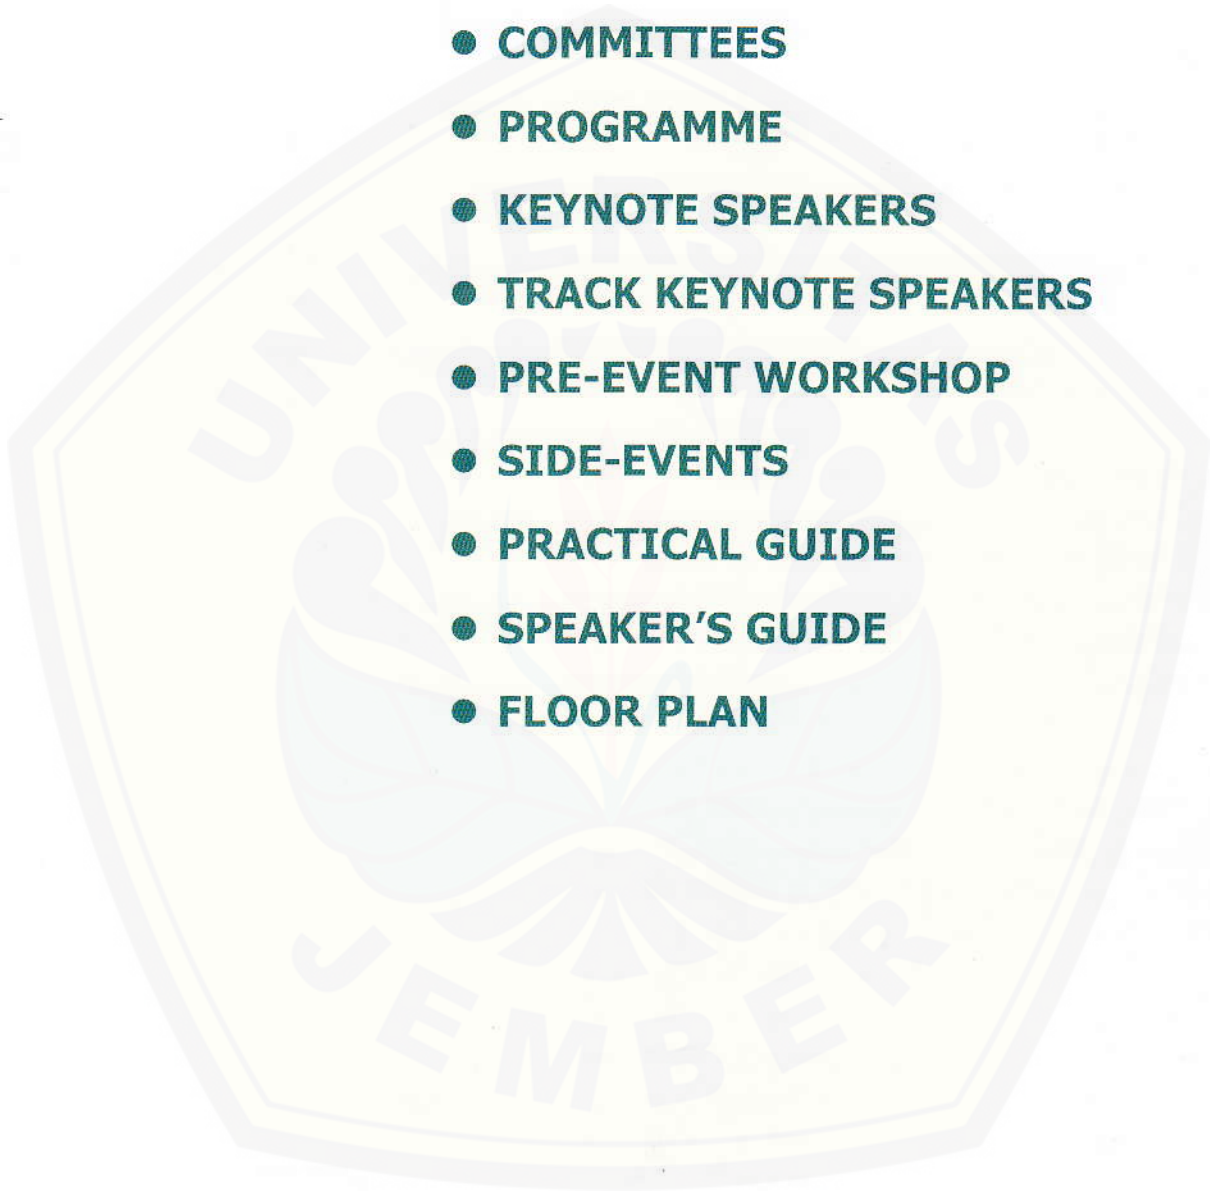 ● COMMITTEES
● PROGRAMME
● KEYNOTE SPEAKERS
● TRACK KEYNOTE SPEAKERS
● PRE-EVENT WORKSHOP
● SIDE-EVENTS
● PRACTICAL GUIDE
● SPEAKER'S GUIDE
● FLOOR PLAN
UNIVERSITAS
JEMBER